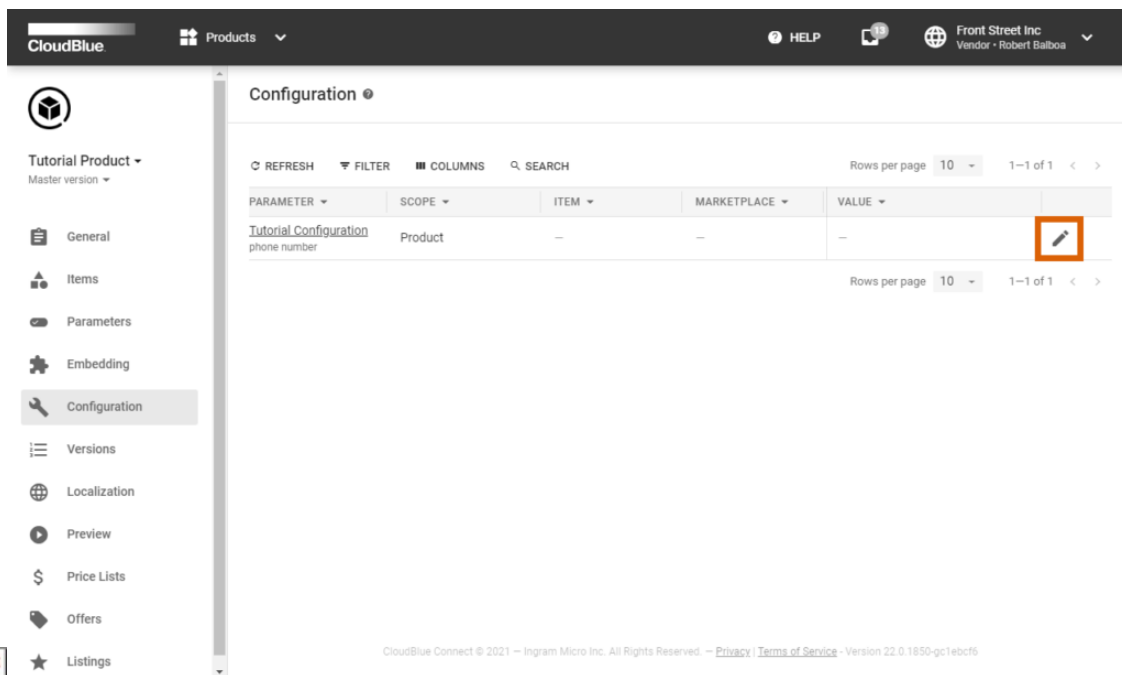 CloudBlue. Products HELP 13 Front Street Inc
Vendor • Robert Balboa
Configuration
Tutorial Product
Master version
REFRESH FILTER COLUMNS SEARCH Rows per page 10 1–1 of 1
PARAMETER SCOPE ITEM MARKETPLACE VALUE
Tutorial Configuration Product — — —
phone number
Rows per page 10 1–1 of 1
General
Items
Parameters
Embedding
Configuration
Versions
Localization
Preview
Price Lists
Offers
Listings
CloudBlue Connect © 2021 — Ingram Micro Inc. All Rights Reserved. — Privacy | Terms of Service - Version 22.0.1850-gc1ebcf6